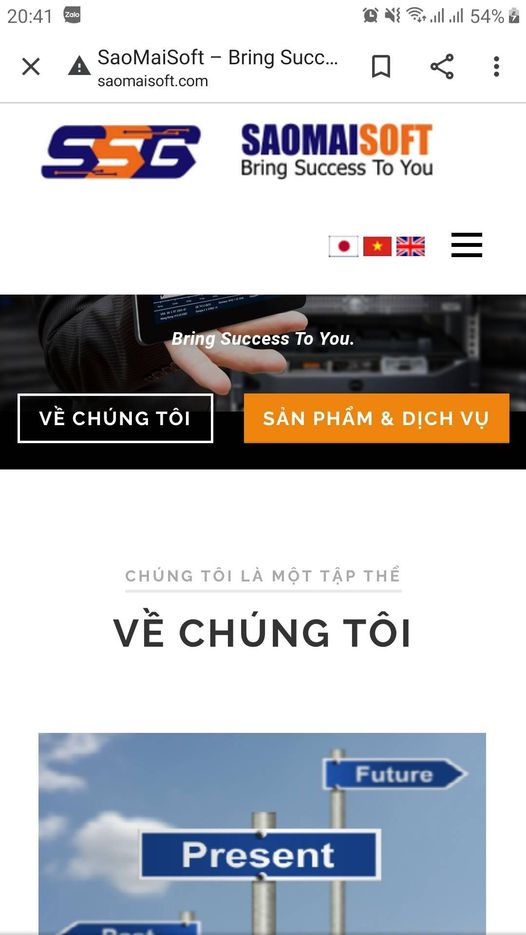 20:41 Zalo 54%
SaoMaiSoft – Bring Succ...
saomaisoft.com
SSG SAOMAISOFT
Bring Success To You
Bring Success To You.
VỀ CHÚNG TÔI SẢN PHẨM & DỊCH VỤ
CHÚNG TÔI LÀ MỘT TẬP THỂ
VỀ CHÚNG TÔI
Future
Present
Past